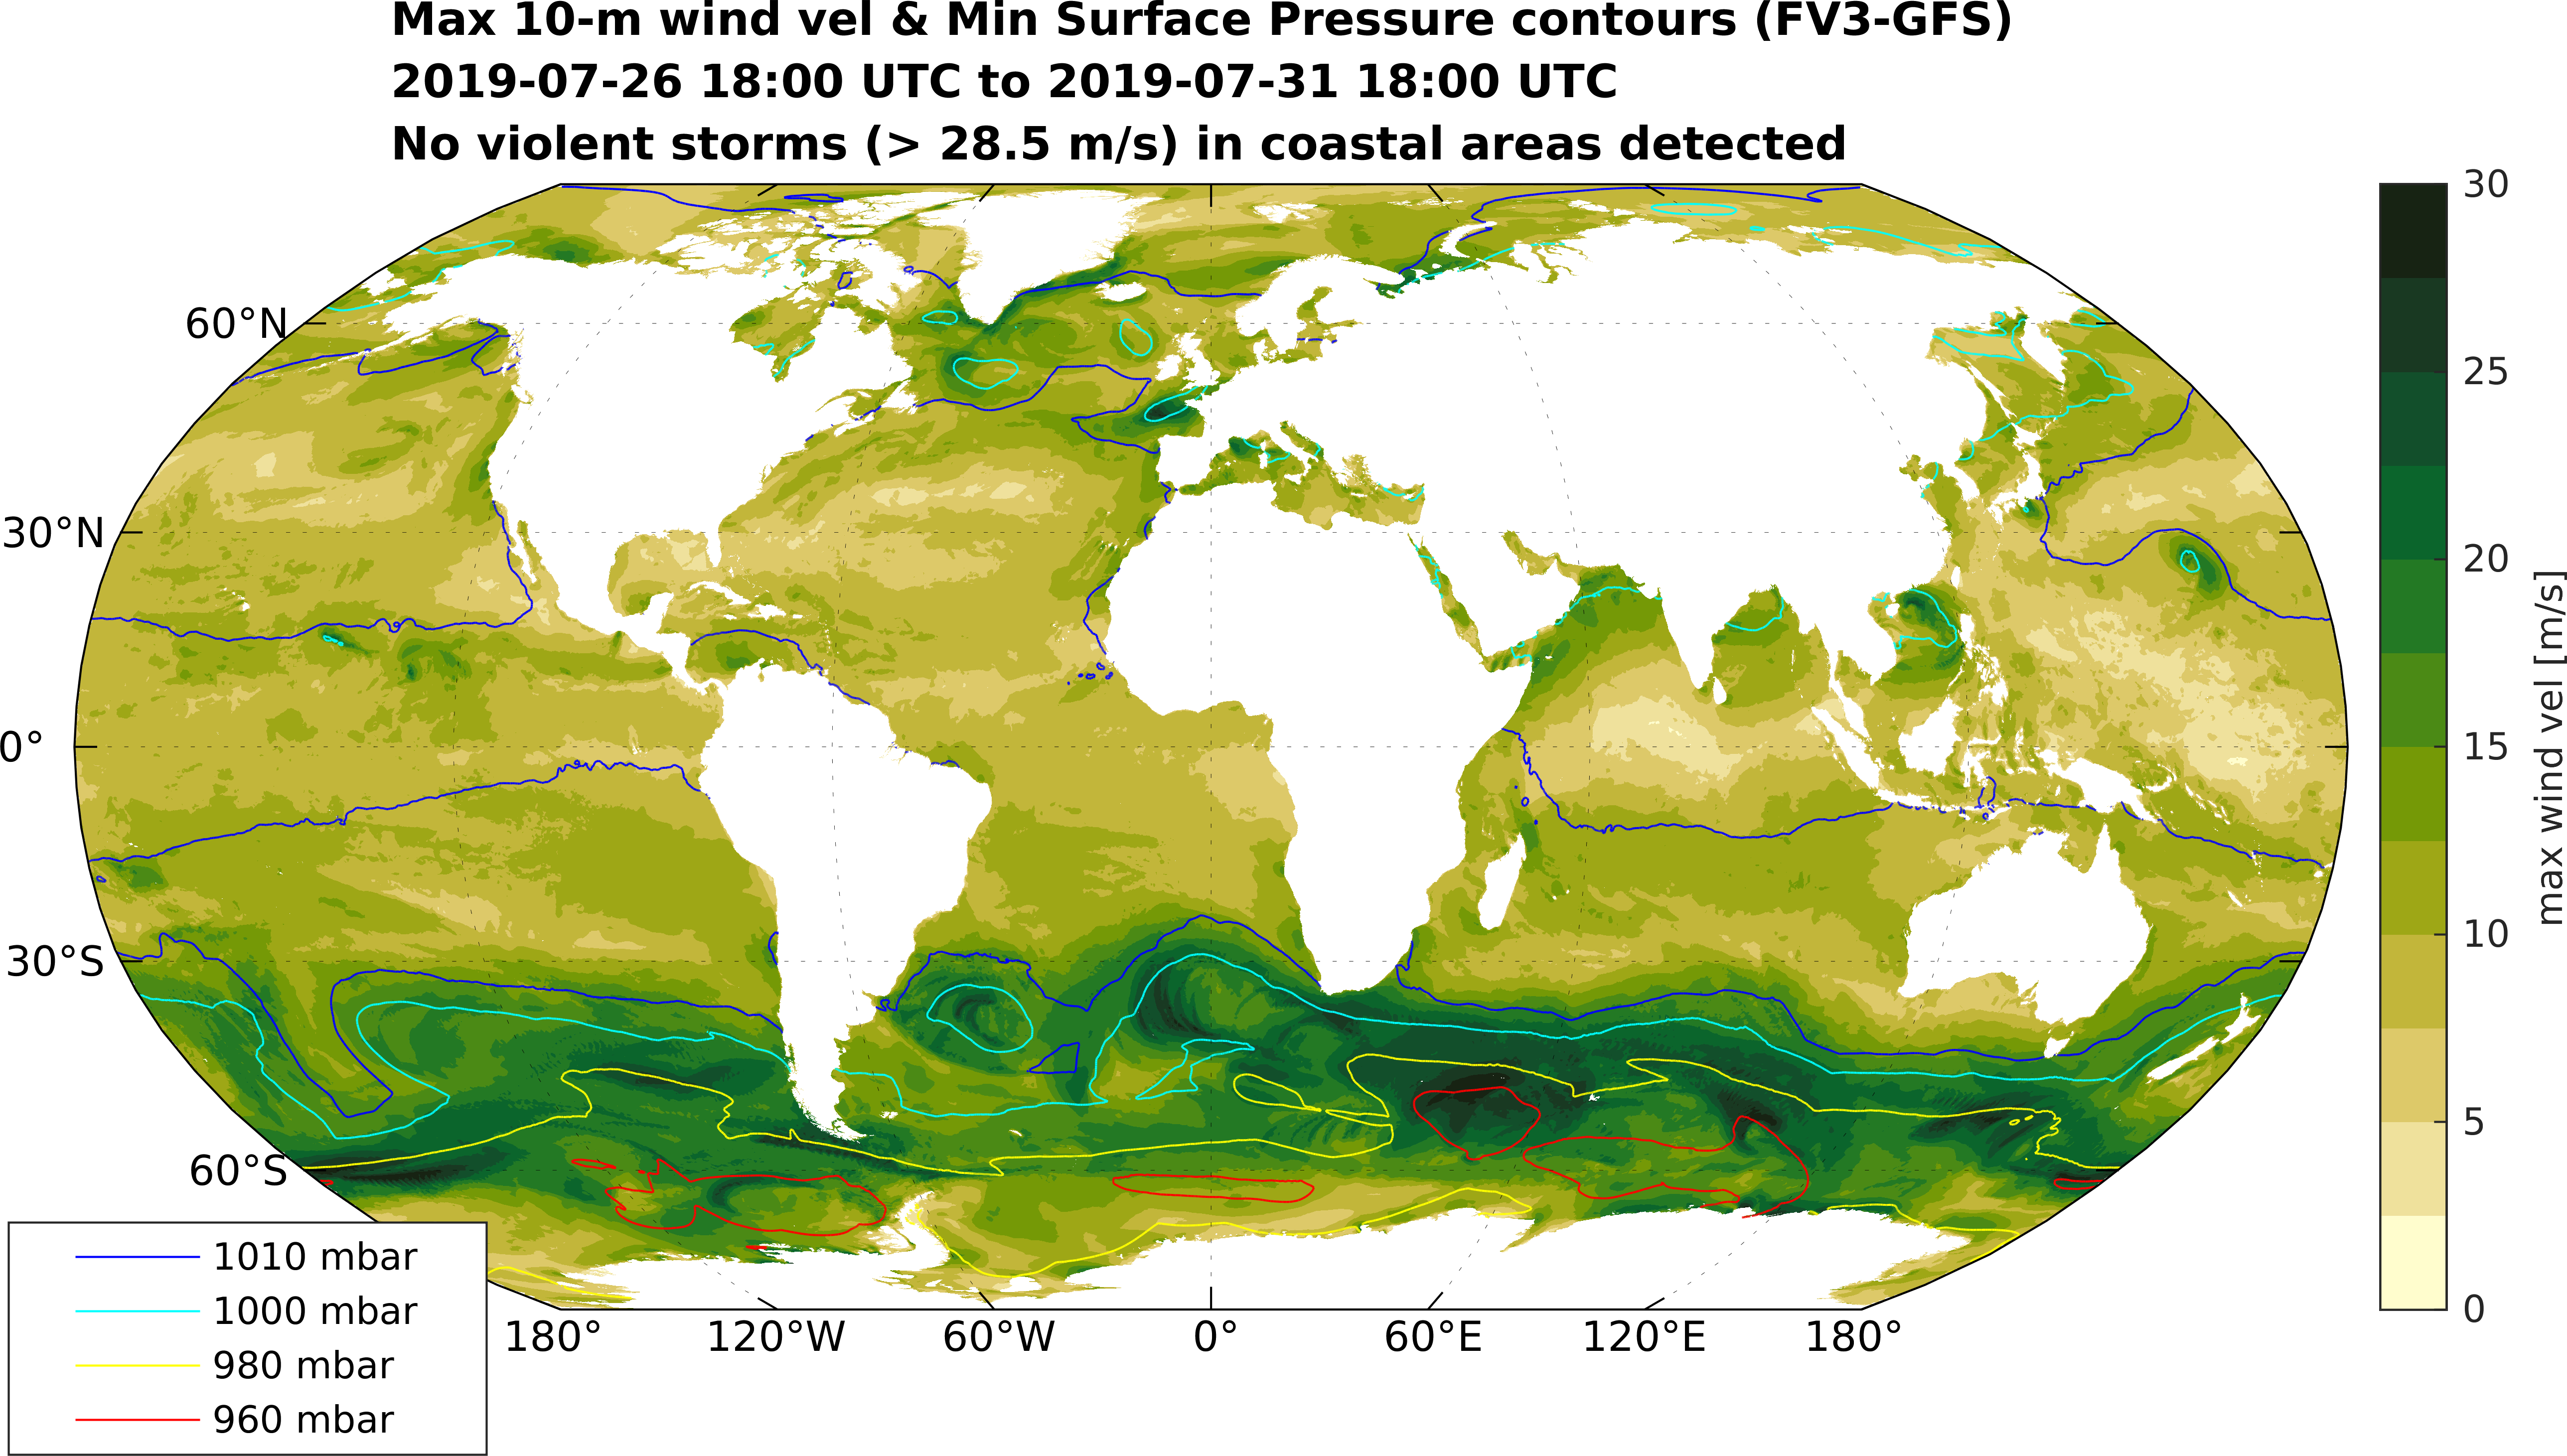 Max 10-m wind vel & Min Surface Pressure contours (FV3-GFS)
2019-07-26 18:00 UTC to 2019-07-31 18:00 UTC
No violent storms (> 28.5 m/s) in coastal areas detected
60°N
30°N
0°
30°S
60°S
180°
120°W
60°W
0°
60°E
120°E
180°
1010 mbar
1000 mbar
980 mbar
960 mbar
30
25
20
15
10
5
0
max wind vel [m/s]